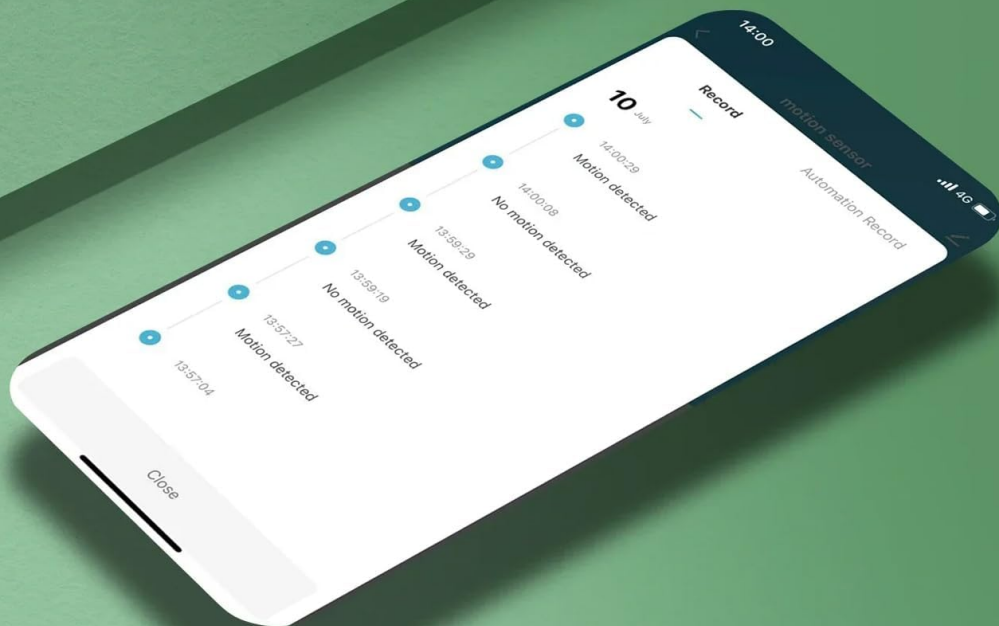 14:00
4G
motion sensor
Record
Automation Record
10 July
14:00:29
Motion detected
14:00:08
No motion detected
13:59:29
Motion detected
13:59:19
No motion detected
13:57:27
Motion detected
13:57:04
Close